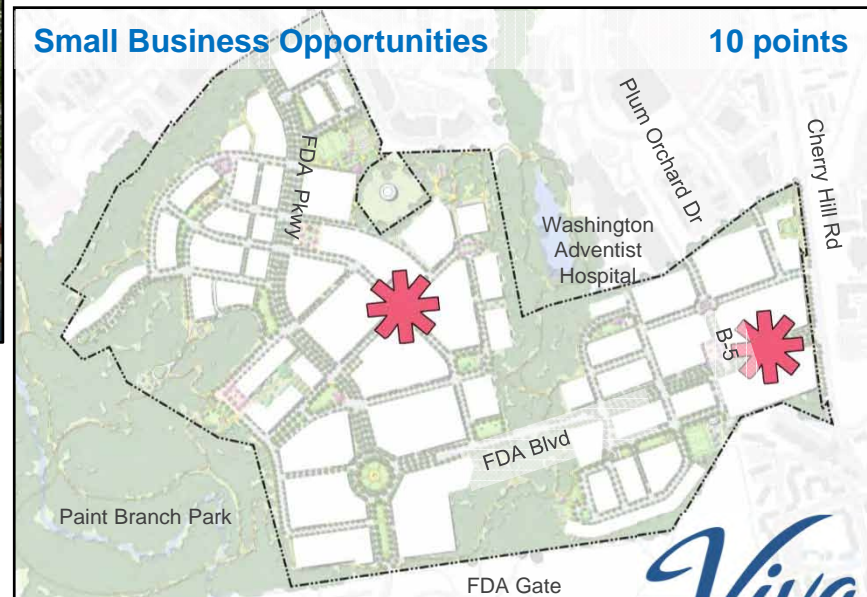 Small Business Opportunities 10 points
Plum Orchard Dr
Cherry Hill Rd
FDA Pkwy
Washington
Adventist
Hospital
B-5
FDA Blvd
Paint Branch Park
FDA Gate
Viva